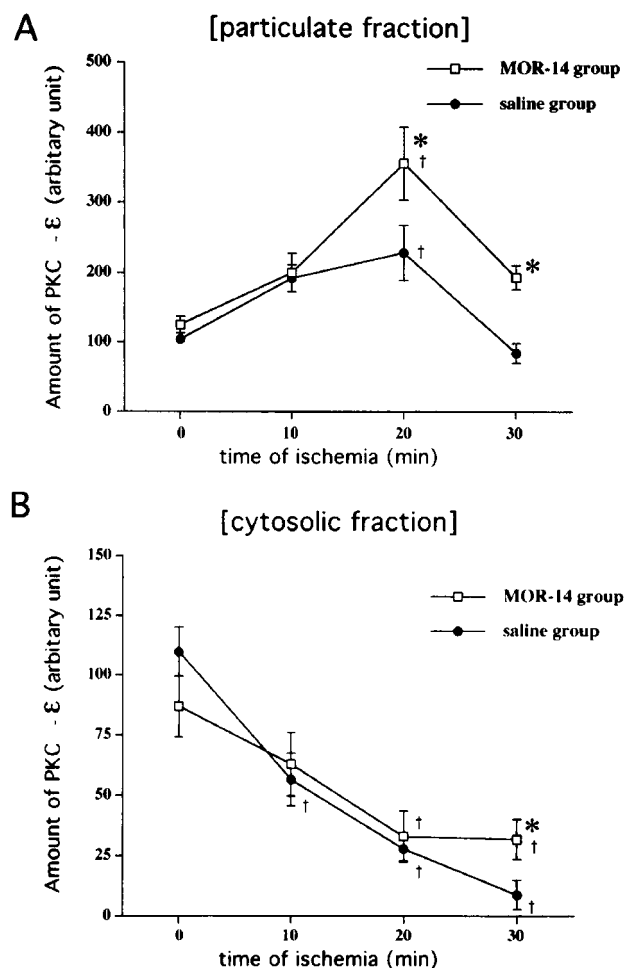 A
[particulate fraction]
500
400
300
200
100
0
Amount of PKC - ε (arbitary unit)
MOR-14 group
saline group
*
†
†
*
0 10 20 30
time of ischemia (min)
B
[cytosolic fraction]
150
125
100
75
50
25
0
Amount of PKC - ε (arbitary unit)
MOR-14 group
saline group
†
†
†
*
†
†
0 10 20 30
time of ischemia (min)